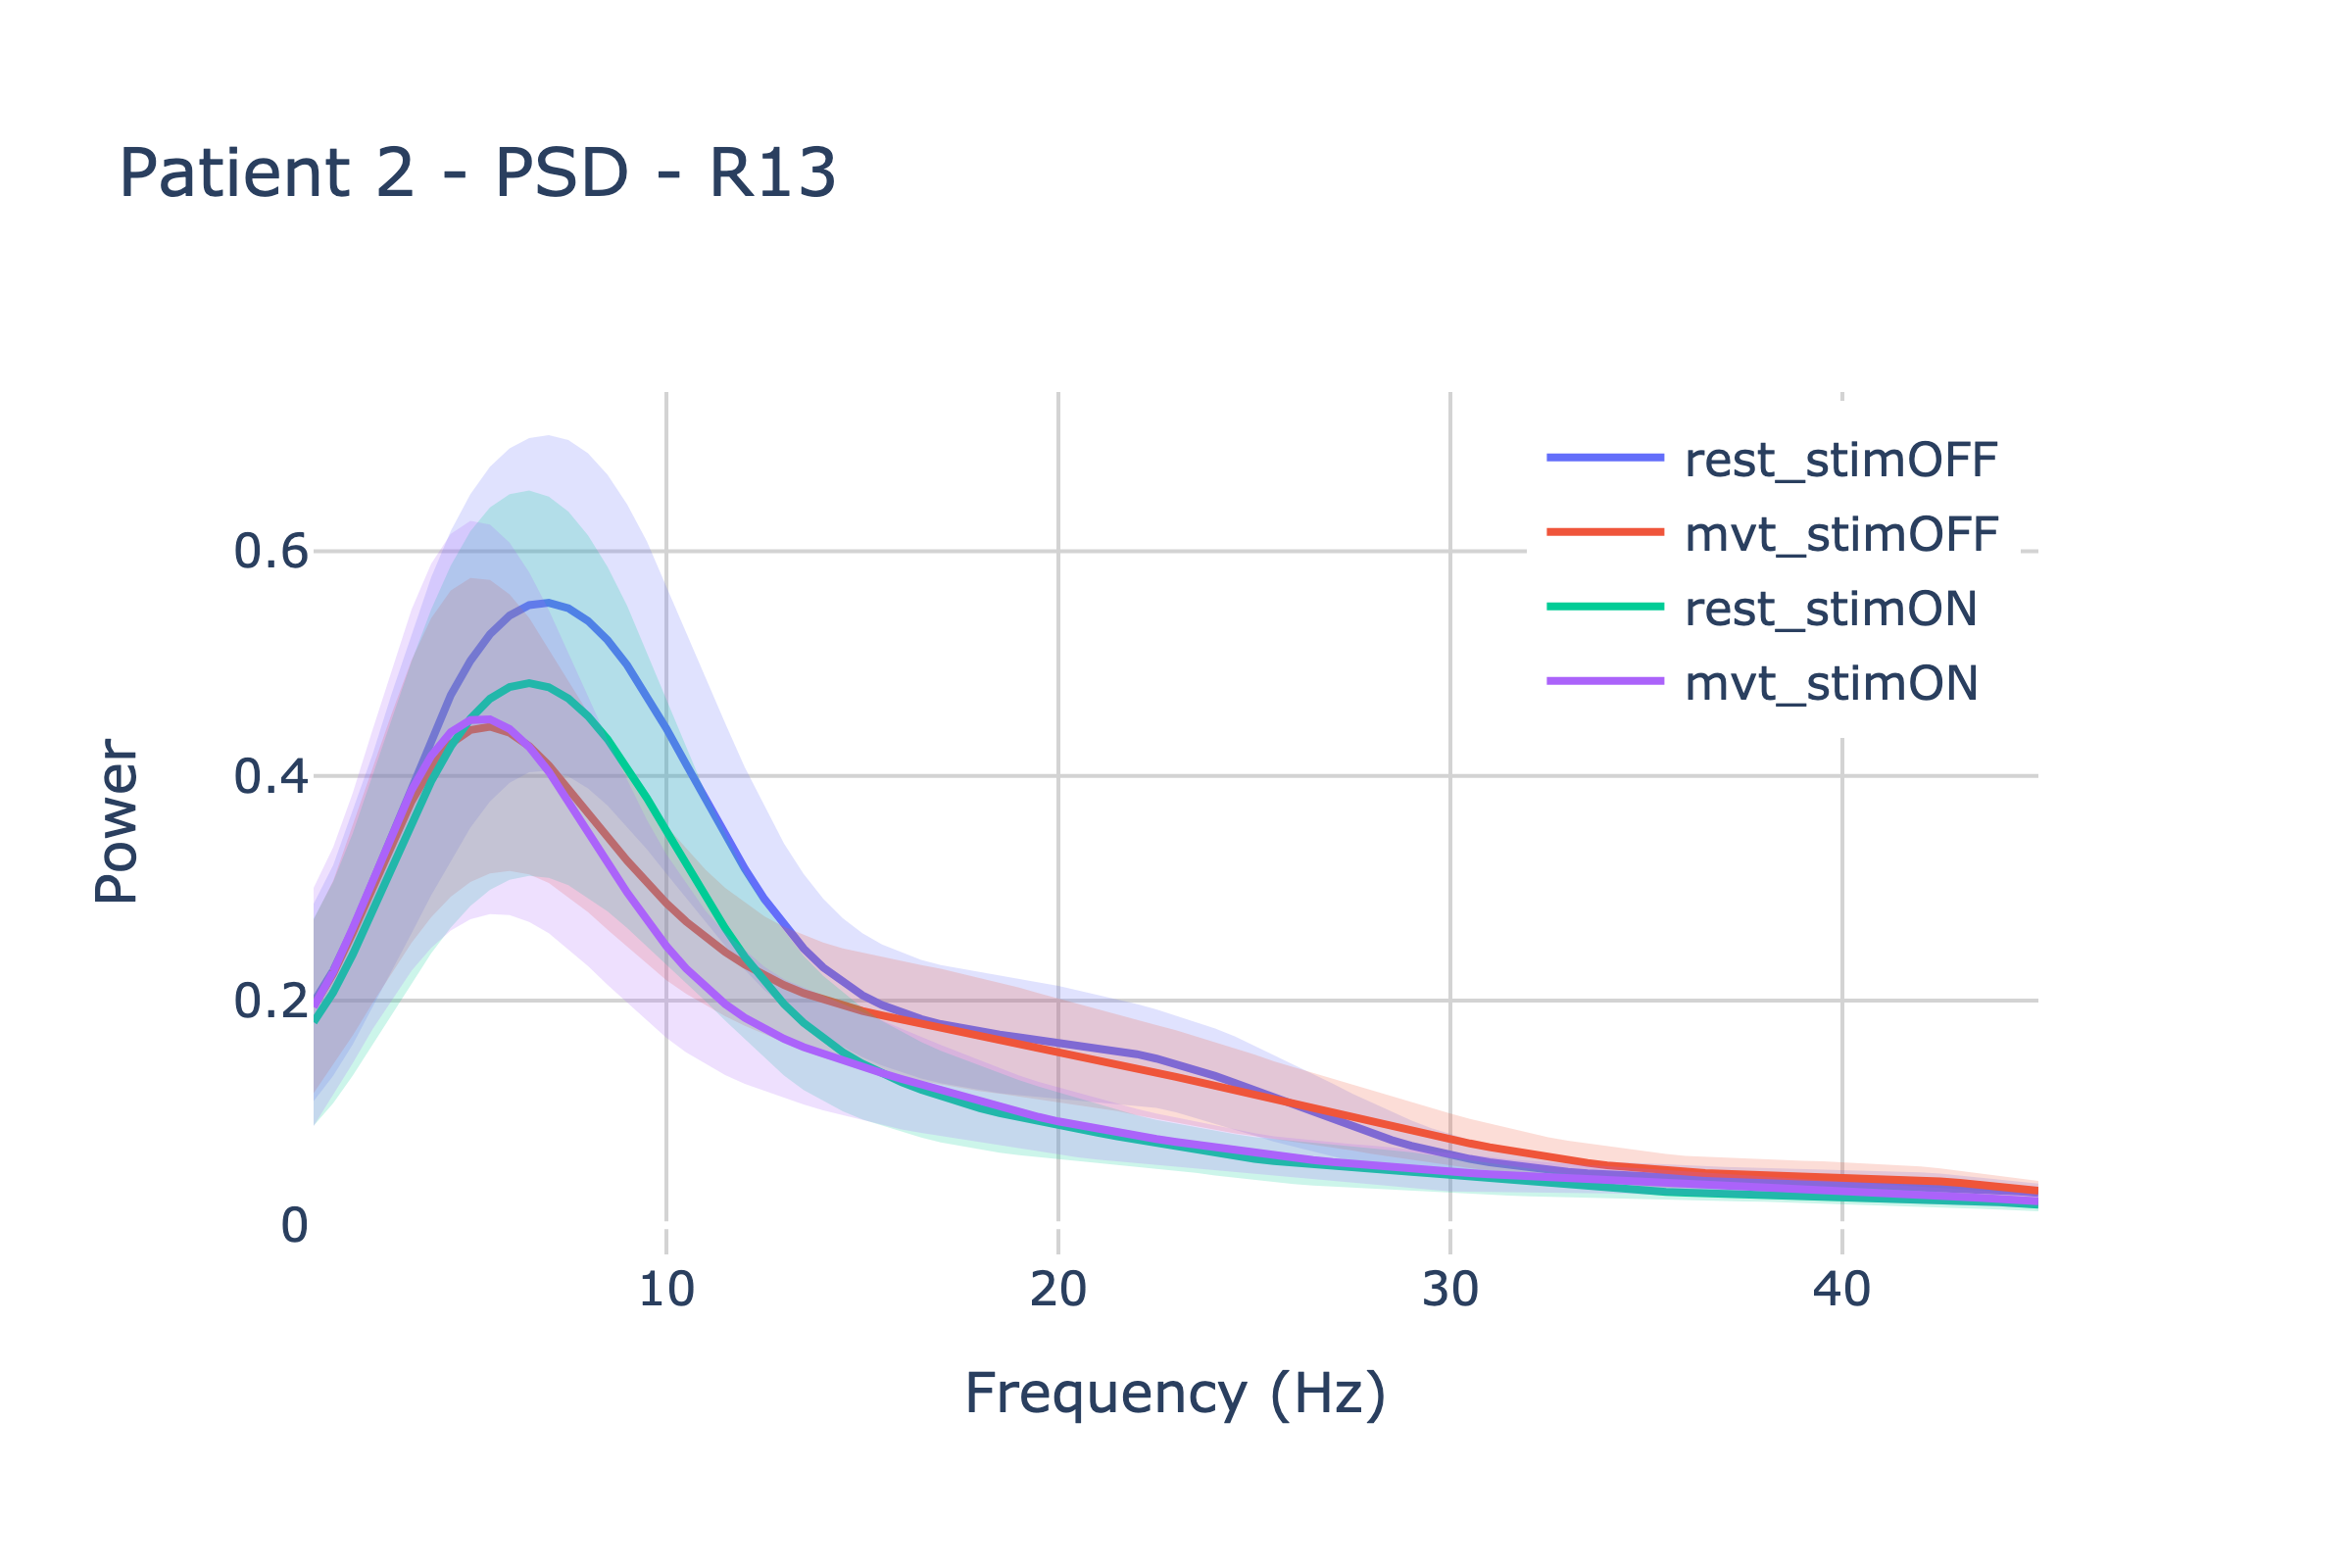 Patient 2 - PSD - R13
rest_stimOFF
mvt_stimOFF
rest_stimON
mvt_stimON
0.6
0.4
0.2
0
Power
10 20 30 40
Frequency (Hz)